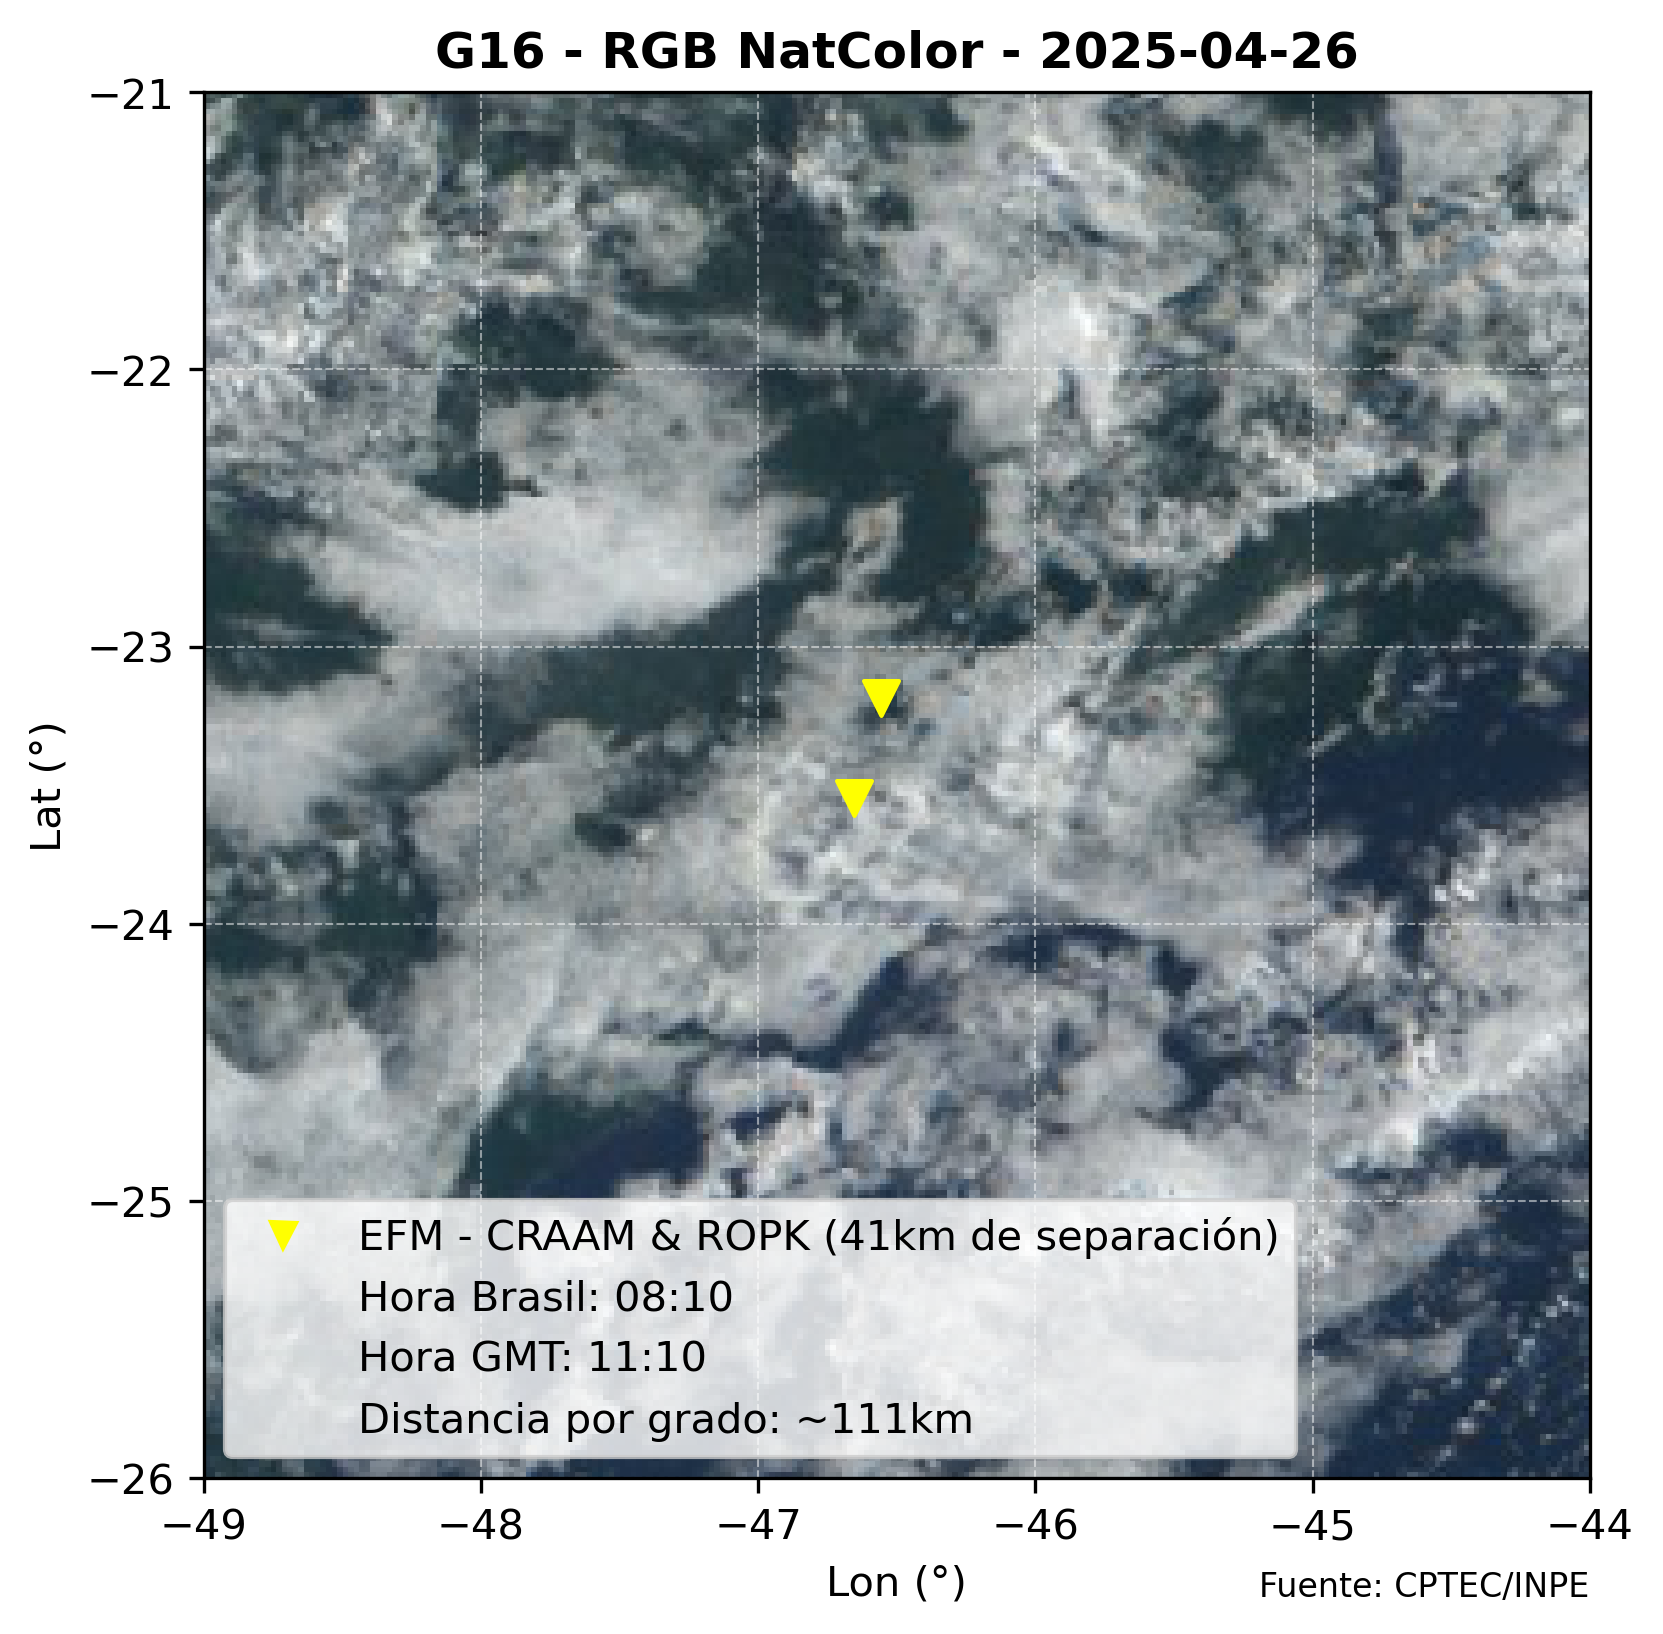 G16 - RGB NatColor - 2025-04-26
−21
−22
−23
−24
−25
−26
Lat (°)
EFM - CRAAM & ROPK (41km de separación)
Hora Brasil: 08:10
Hora GMT: 11:10
Distancia por grado: ~111km
−49
−48
−47
−46
−45
−44
Lon (°)
Fuente: CPTEC/INPE